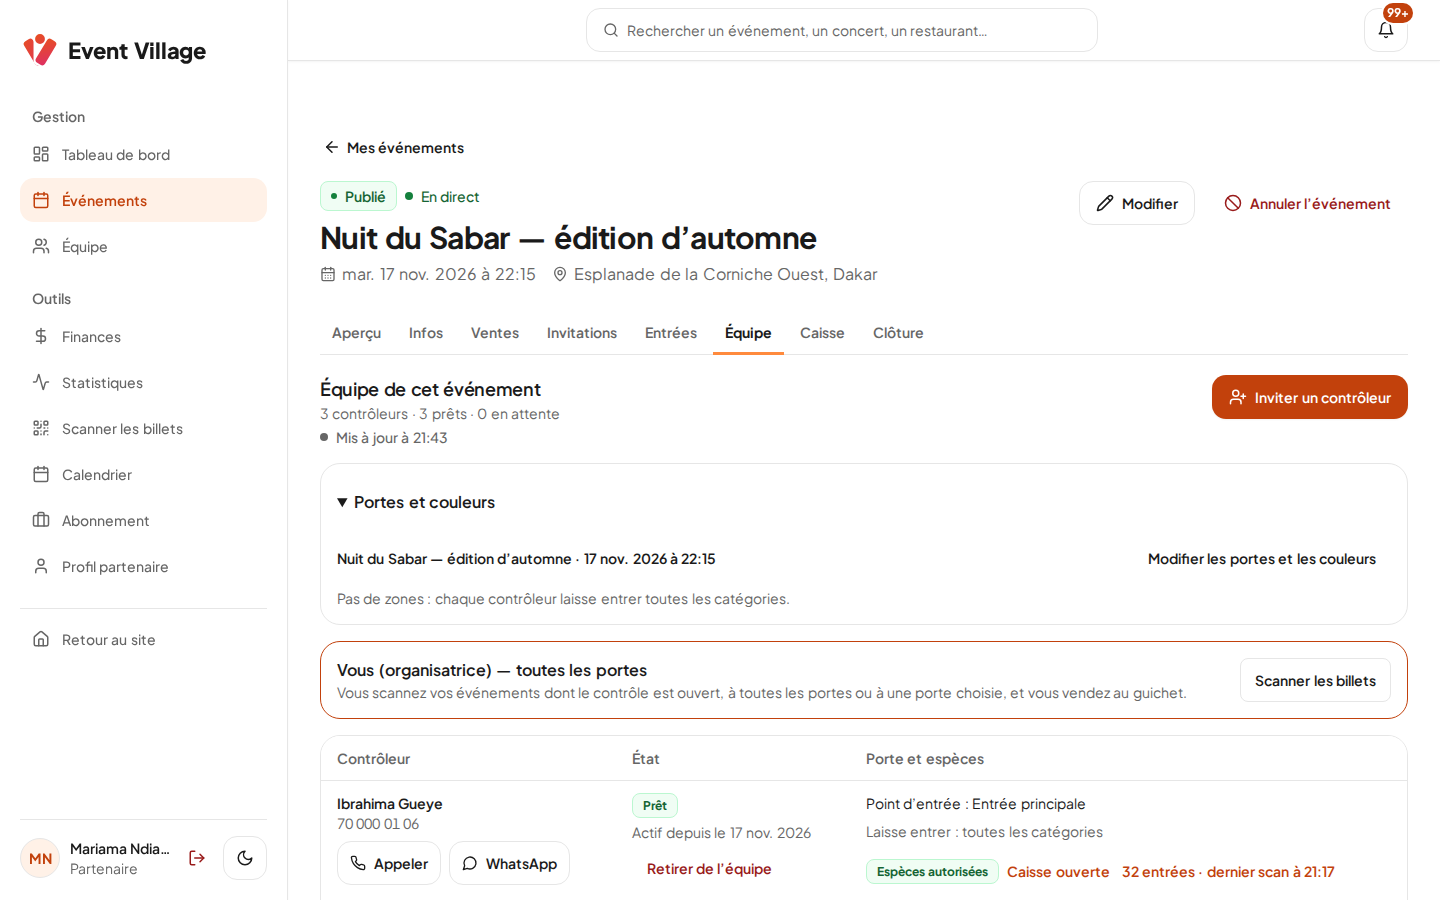 Event Village
Rechercher un événement, un concert, un restaurant...
99+
Gestion
Tableau de bord
Événements
Équipe
Outils
Finances
Statistiques
Scanner les billets
Calendrier
Abonnement
Profil partenaire
Retour au site
MN
Mariama Ndia...
Partenaire
Mes événements
Publié
En direct
Modifier
Annuler l'événement
Nuit du Sabar — édition d'automne
mar. 17 nov. 2026 à 22:15
Esplanade de la Corniche Ouest, Dakar
Aperçu
Infos
Ventes
Invitations
Entrées
Équipe
Caisse
Clôture
Équipe de cet événement
3 contrôleurs · 3 prêts · 0 en attente
Mis à jour à 21:43
Inviter un contrôleur
Portes et couleurs
Nuit du Sabar — édition d'automne · 17 nov. 2026 à 22:15
Modifier les portes et les couleurs
Pas de zones : chaque contrôleur laisse entrer toutes les catégories.
Vous (organisatrice) — toutes les portes
Vous scannez vos événements dont le contrôle est ouvert, à toutes les portes ou à une porte choisie, et vous vendez au guichet.
Scanner les billets
Contrôleur
État
Porte et espèces
Ibrahima Gueye
70 000 01 06
Appeler
WhatsApp
Prêt
Actif depuis le 17 nov. 2026
Retirer de l'équipe
Point d'entrée : Entrée principale
Laisse entrer : toutes les catégories
Espèces autorisées
Caisse ouverte
32 entrées · dernier scan à 21:17